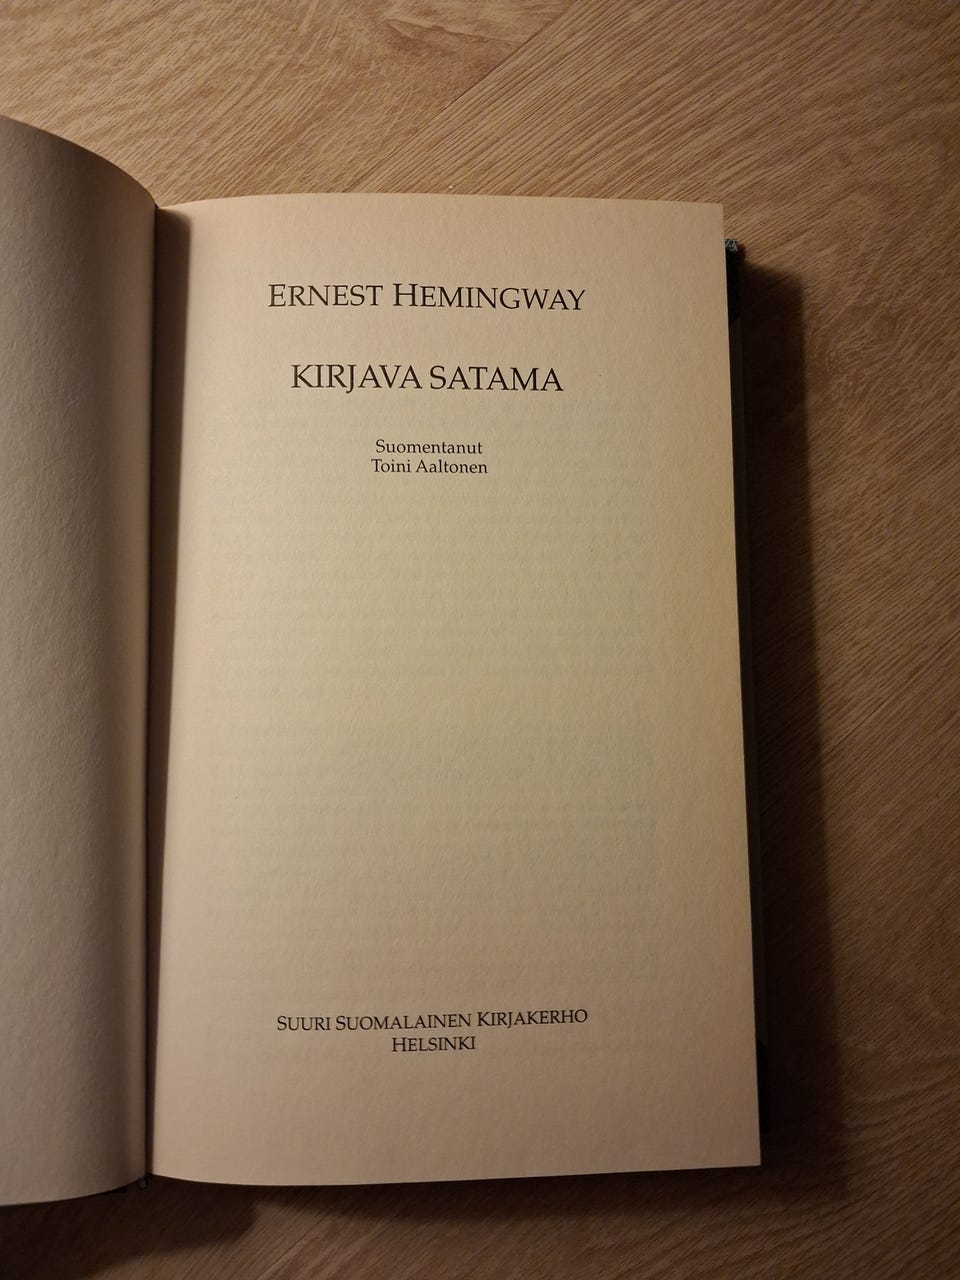 ERNEST HEMINGWAY
KIRJAVA SATAMA
Suomentanut
Toini Aaltonen
SUURI SUOMALAINEN KIRJAKERHO
HELSINKI